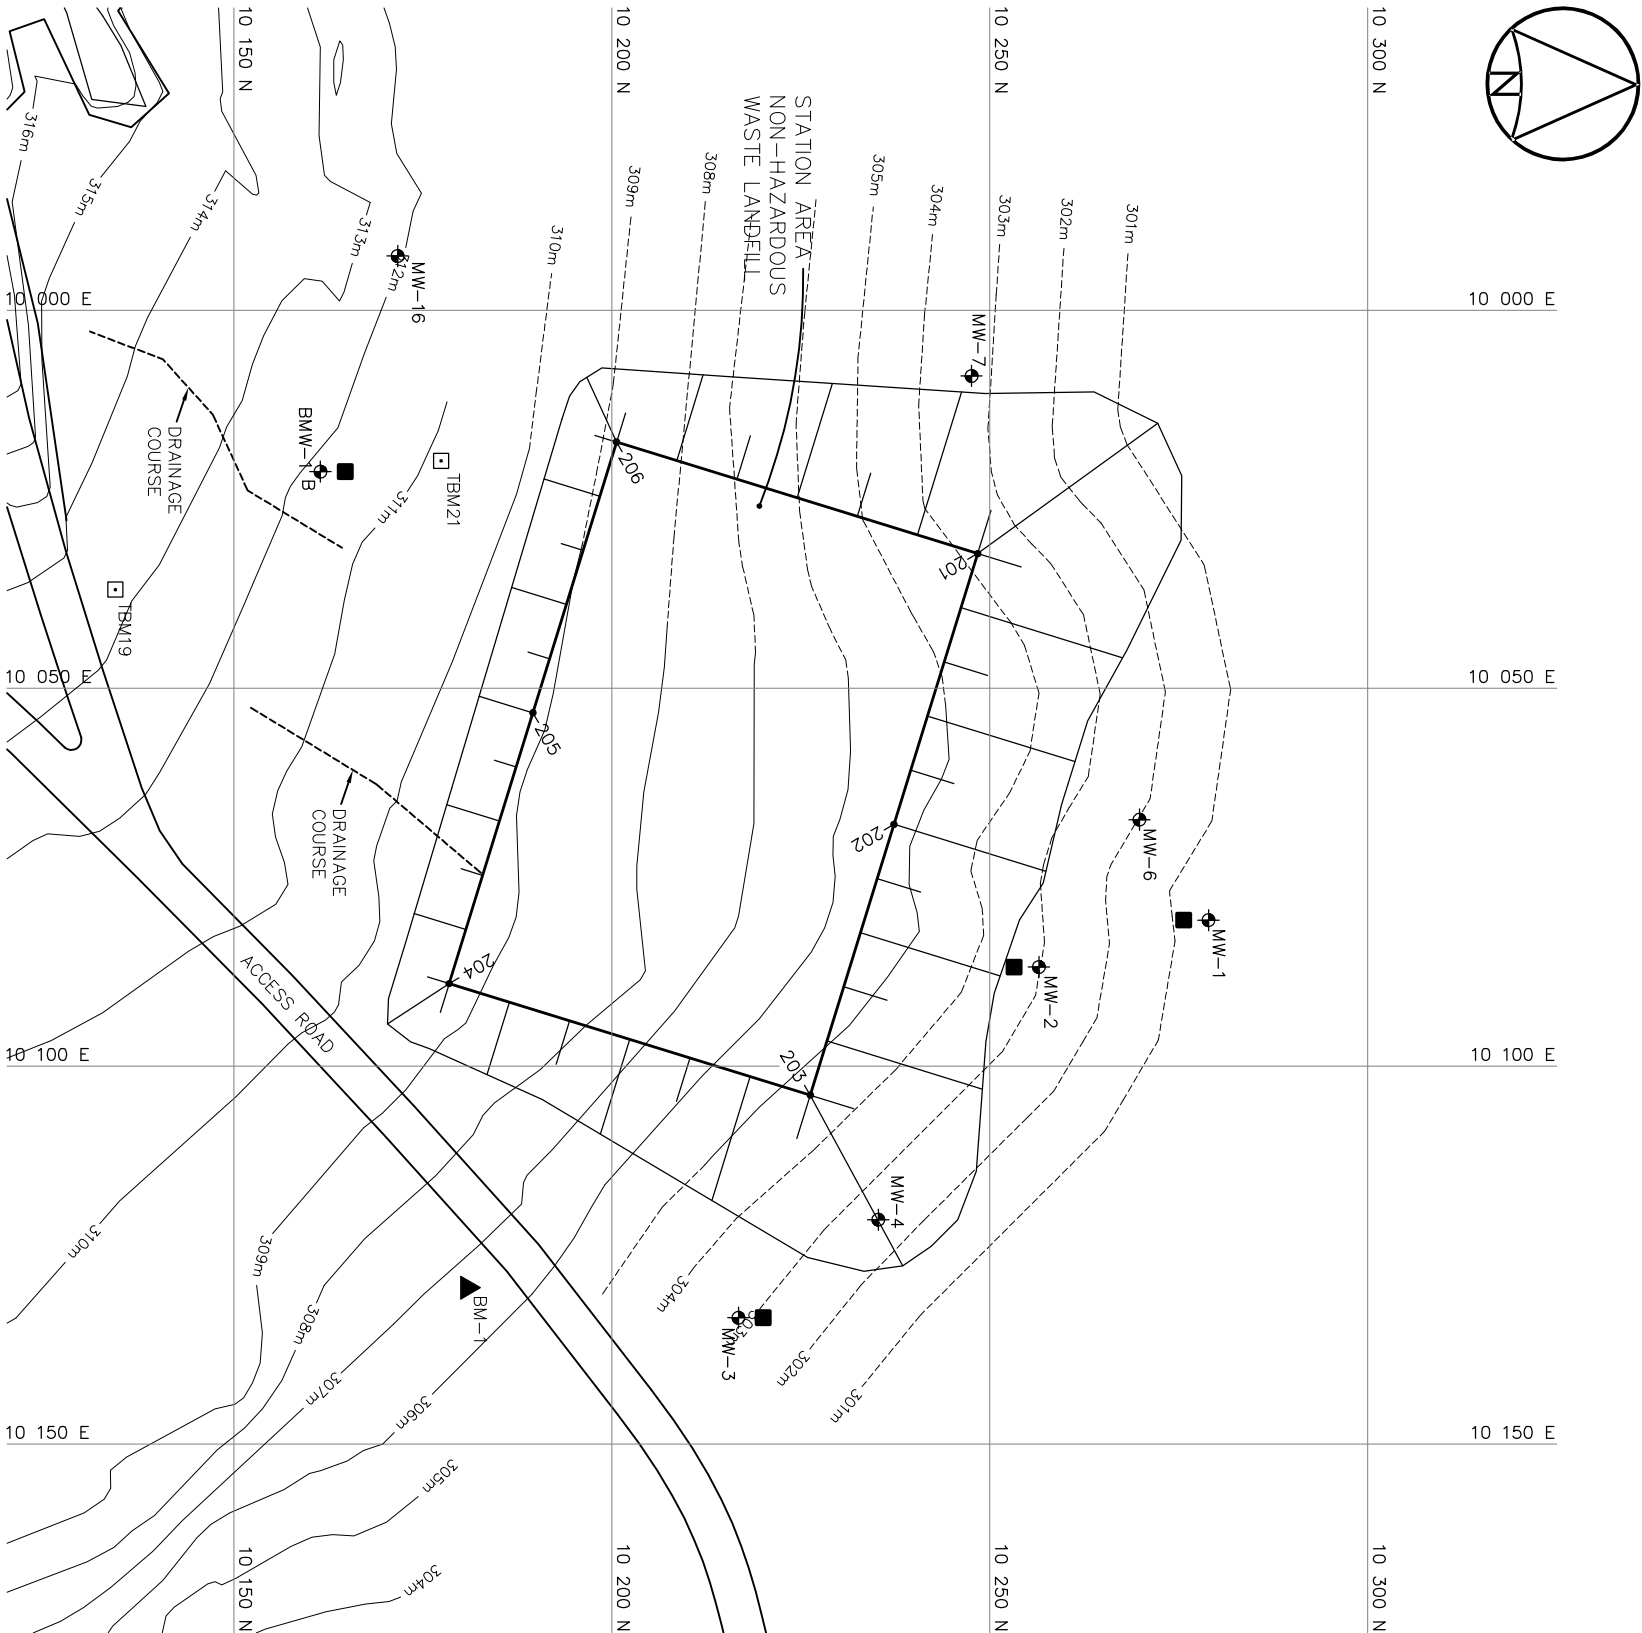 10 150 N
10 200 N
10 250 N
10 300 N
N
STATION AREA
NON-HAZARDOUS
WASTE LANDFILL
316m
315m
314m
313m
312m
310m
309m
308m
305m
304m
303m
302m
301m
MW-16
10 000 E
10 000 E
MW-7
BMW-1B
DRAINAGE
COURSE
TBM21
311m
206
201
TBM19
10 050 E
10 050 E
205
202
DRAINAGE
COURSE
MW-6
MW-1
MW-2
204
203
ACCESS ROAD
10 100 E
10 100 E
MW-4
BM-1
MW-3
310m
309m
308m
307m
306m
305m
304m
304m
303m
302m
301m
10 150 E
10 150 E
10 150 N
10 200 N
10 250 N
10 300 N